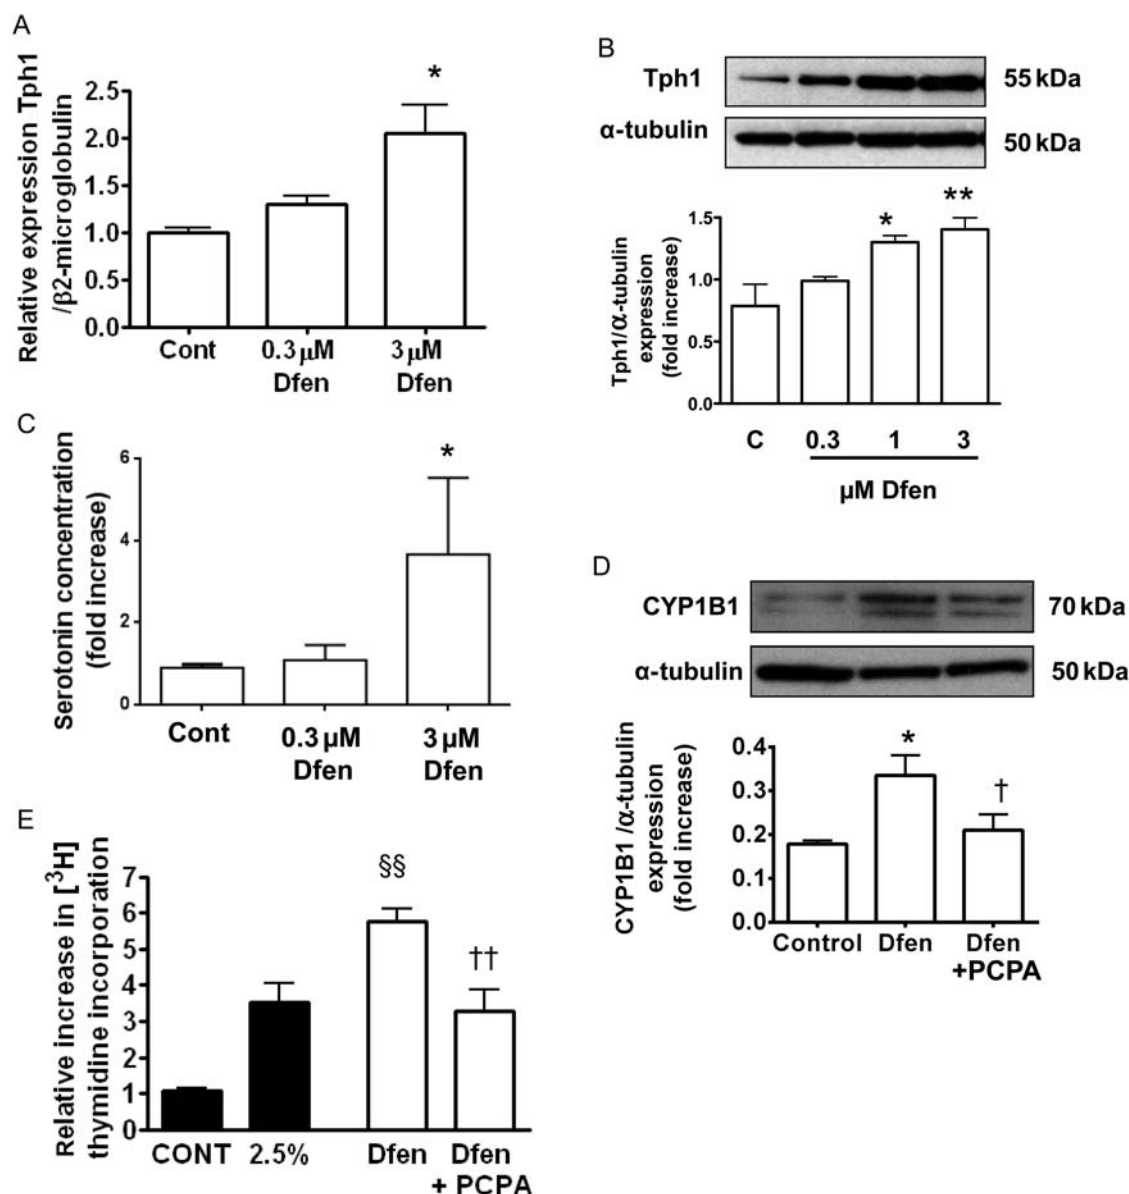 A
Relative expression Tph1
/β2-microglobulin
*
2.5
2.0
1.5
1.0
0.5
0.0
Cont
0.3 µM
Dfen
3 µM
Dfen
B
Tph1
55 kDa
α-tubulin
50 kDa
Tph1/α-tubulin
expression
(fold increase)
*
**
1.5
1.0
0.5
0.0
C
0.3
1
3
µM Dfen
C
Serotonin concentration
(fold increase)
*
6
4
2
0
Cont
0.3 µM
Dfen
3 µM
Dfen
D
CYP1B1
70 kDa
α-tubulin
50 kDa
CYP1B1 /α-tubulin
expression
(fold increase)
*
†
0.4
0.3
0.2
0.1
0.0
Control
Dfen
Dfen
+PCPA
E
Relative increase in [³H]
thymidine incorporation
§§
††
7
6
5
4
3
2
1
0
CONT
2.5%
Dfen
Dfen
+ PCPA